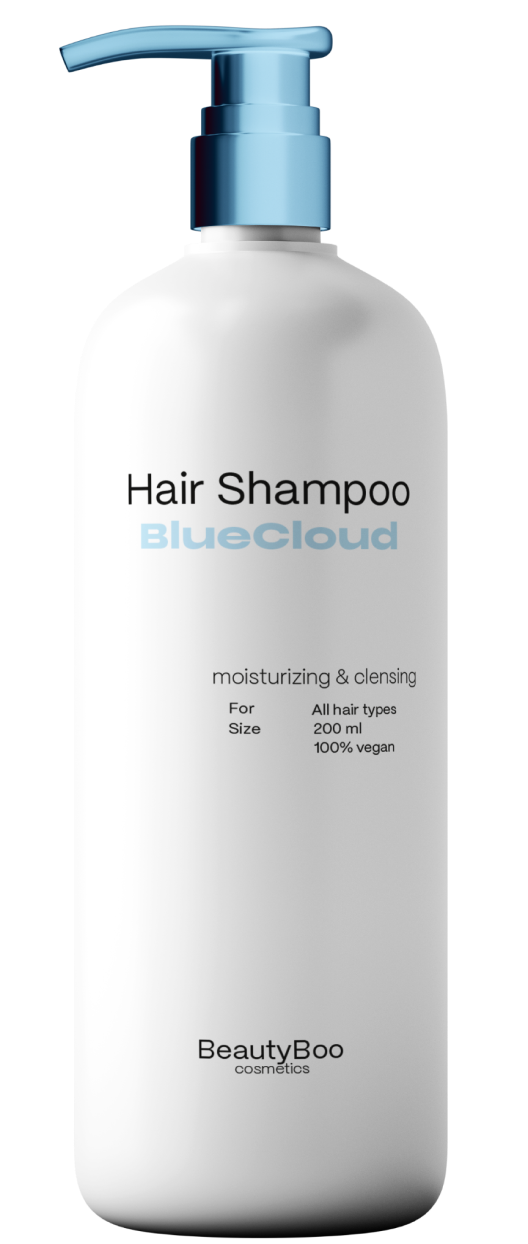 Hair Shampoo
BlueCloud
moisturizing & clensing
For All hair types
Size 200 ml
100% vegan
BeautyBoo
cosmetics